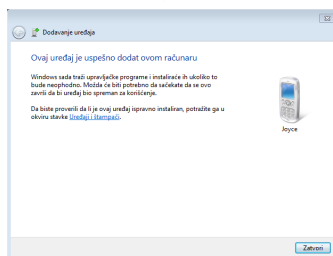 Dodavanje uređaja
Ovaj uređaj je uspešno dodat ovom računaru
Windows sada traži upravljačke programe i instaliraće ih ukoliko to
bude neophodno. Možda će biti potrebno da sačekate da se ovo
završi da bi uređaj bio spreman za korišćenje.
Da biste proverili da li je ovaj uređaj ispravno instaliran, potražite ga u
okviru stavke Uređaji i štampači.
Joyce
Zatvori